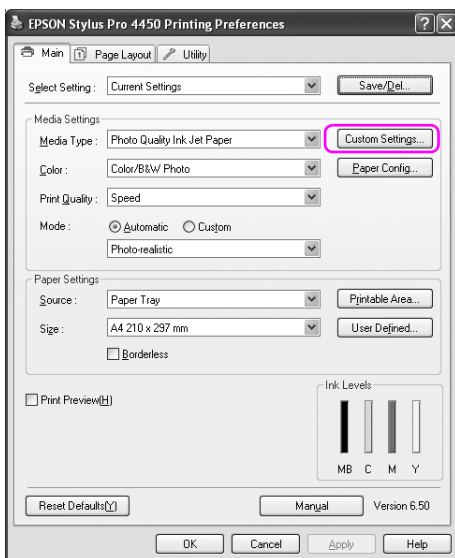 EPSON Stylus Pro 4450 Printing Preferences
Main Page Layout Utility
Select Setting : Current Settings Save/Del...
Media Settings
Media Type : Photo Quality Ink Jet Paper Custom Settings...
Color : Color/B&W Photo Paper Config...
Print Quality : Speed
Mode : Automatic Custom
Photo-realistic
Paper Settings
Source : Paper Tray Printable Area...
Size : A4 210 x 297 mm User Defined...
Borderless
Print Preview(H)
Ink Levels
MB C M Y
Reset Defaults(Y) Manual Version 6.50
OK Cancel Apply Help